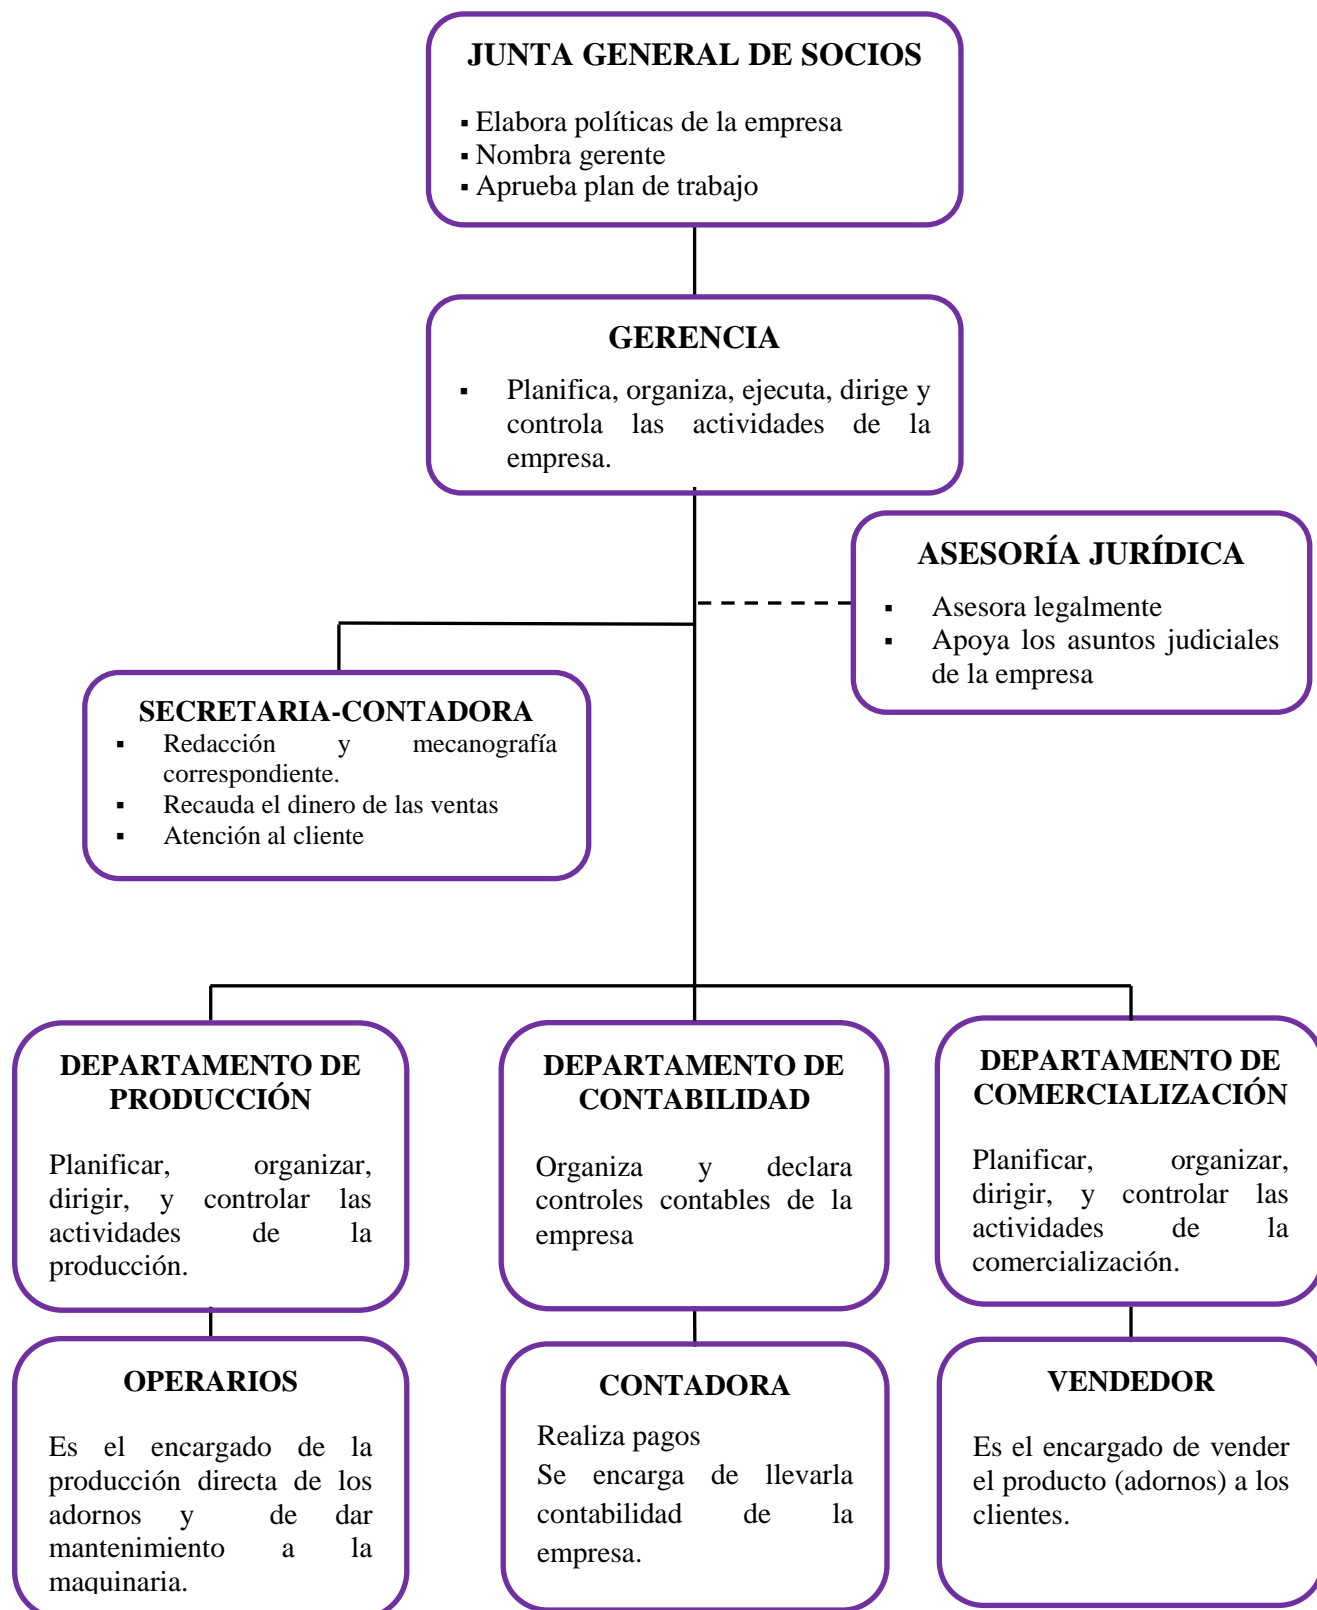 JUNTA GENERAL DE SOCIOS
▪ Elabora políticas de la empresa
▪ Nombra gerente
▪ Aprueba plan de trabajo
GERENCIA
▪ Planifica, organiza, ejecuta, dirige y
controla las actividades de la
empresa.
ASESORÍA JURÍDICA
▪ Asesora legalmente
▪ Apoya los asuntos judiciales
de la empresa
SECRETARIA-CONTADORA
▪ Redacción y mecanografía
correspondiente.
▪ Recauda el dinero de las ventas
▪ Atención al cliente
DEPARTAMENTO DE
PRODUCCIÓN
Planificar, organizar,
dirigir, y controlar las
actividades de la
producción.
DEPARTAMENTO DE
CONTABILIDAD
Organiza y declara
controles contables de la
empresa
DEPARTAMENTO DE
COMERCIALIZACIÓN
Planificar, organizar,
dirigir, y controlar las
actividades de la
comercialización.
OPERARIOS
Es el encargado de la
producción directa de los
adornos y de dar
mantenimiento a la
maquinaria.
CONTADORA
Realiza pagos
Se encarga de llevarla
contabilidad de la
empresa.
VENDEDOR
Es el encargado de vender
el producto (adornos) a los
clientes.